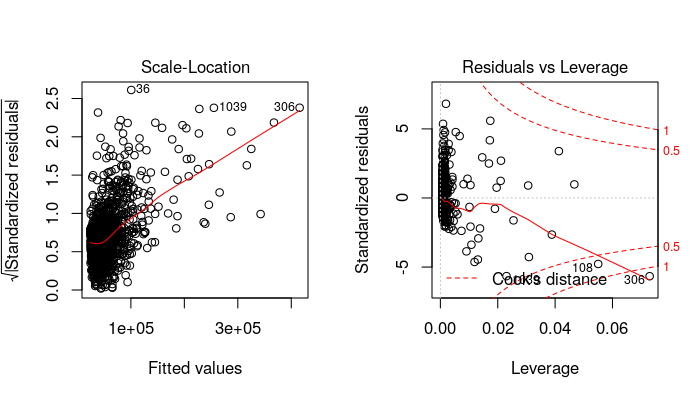 Scale-Location
√|Standardized residuals|
0.0 0.5 1.0 1.5 2.0 2.5
36
1039
306
1e+05 3e+05
Fitted values
Residuals vs Leverage
Standardized residuals
-5 0 5
1
0.5
0.5
1
108
1039
306
Cook's distance
0.00 0.02 0.04 0.06
Leverage